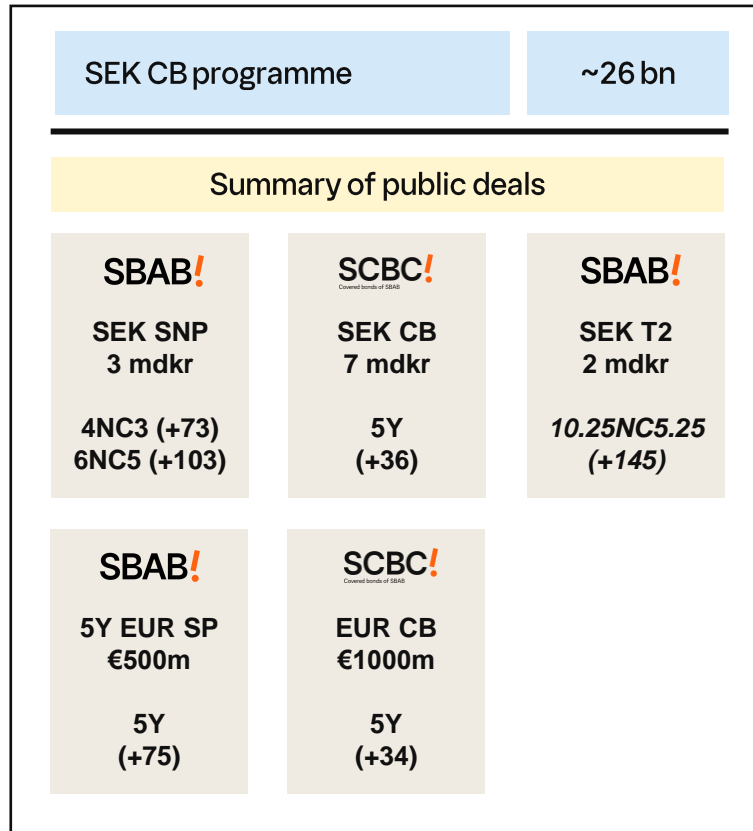 SEK CB programme
~26 bn
Summary of public deals
SBAB!
SEK SNP
3 mdkr
4NC3 (+73)
6NC5 (+103)
SCBC!
Covered bonds of SBAB
SEK CB
7 mdkr
5Y
(+36)
SBAB!
SEK T2
2 mdkr
10.25NC5.25
(+145)
SBAB!
5Y EUR SP
€500m
5Y
(+75)
SCBC!
Covered bonds of SBAB
EUR CB
€1000m
5Y
(+34)